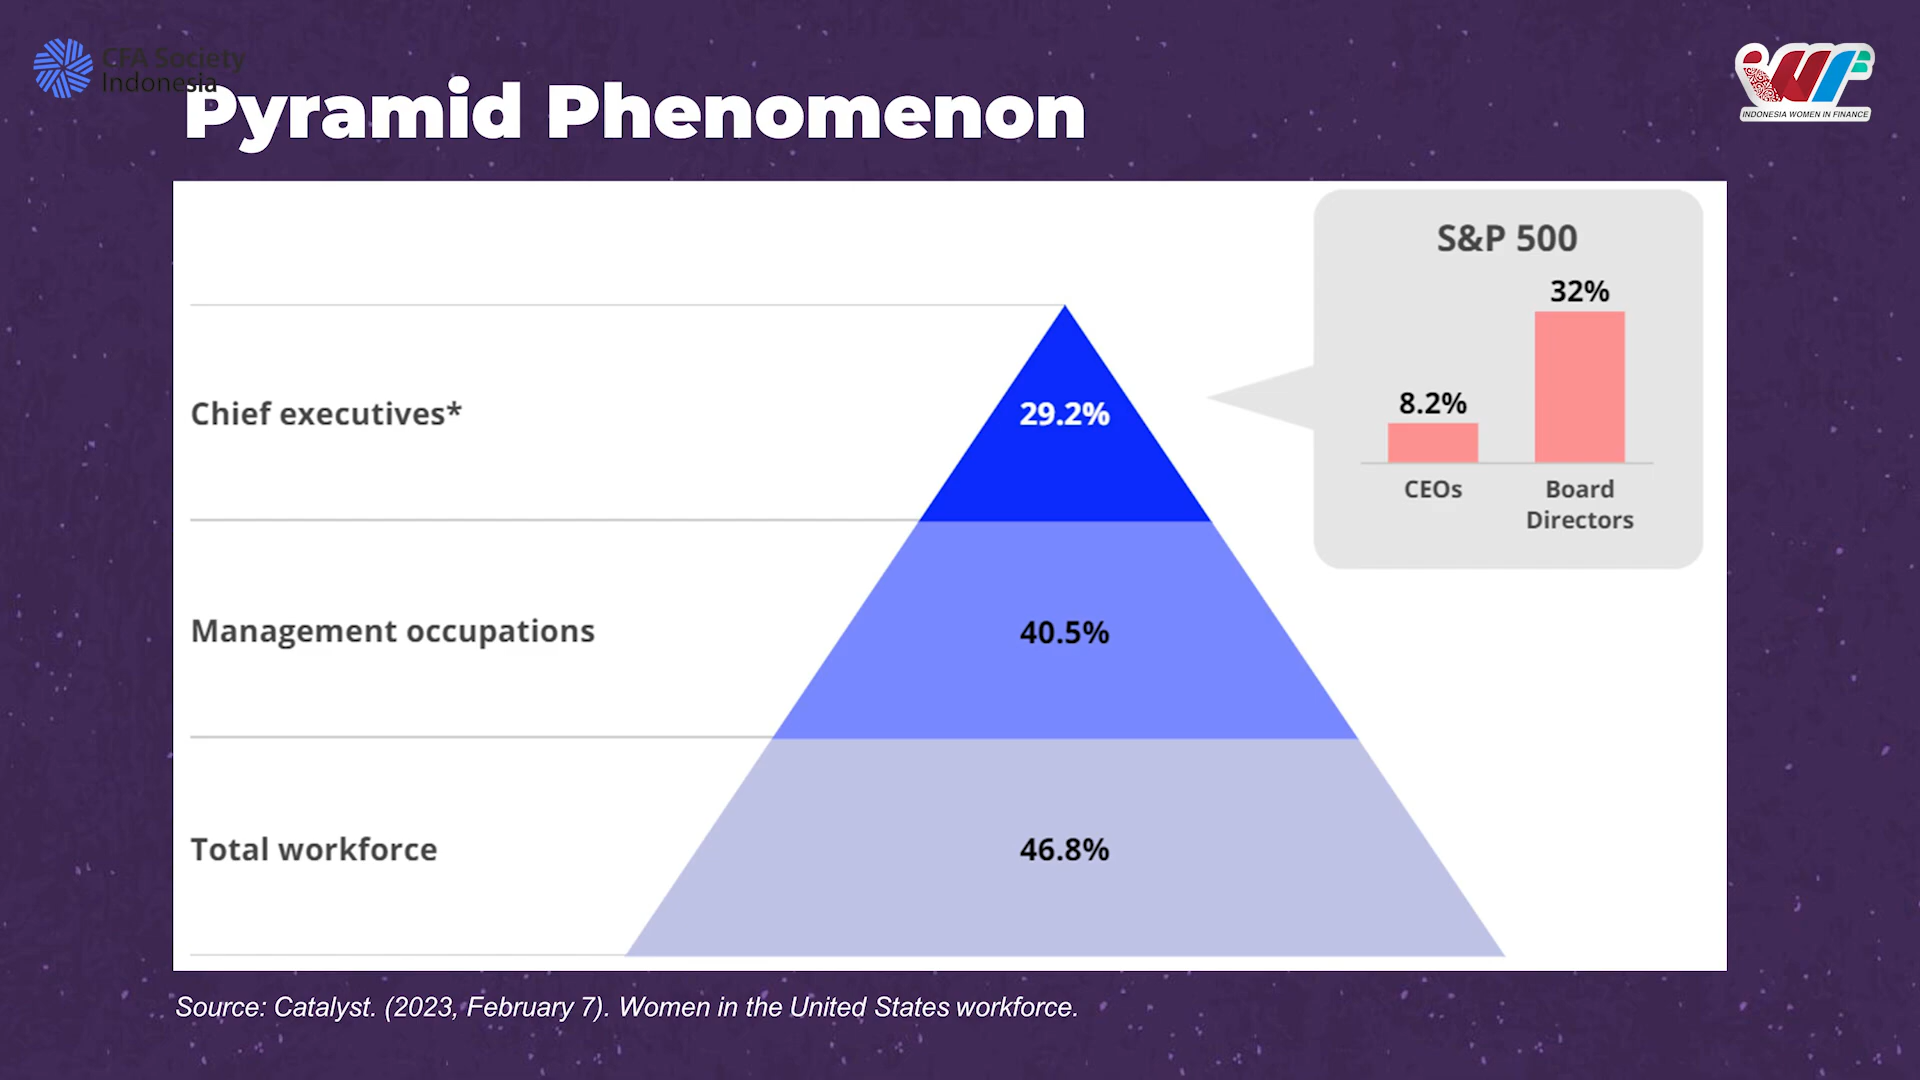 CFA Society
Indonesia
INDONESIA WOMEN IN FINANCE
Pyramid Phenomenon
S&P 500
32%
8.2%
CEOs
Board
Directors
Chief executives*
29.2%
Management occupations
40.5%
Total workforce
46.8%
Source: Catalyst. (2023, February 7). Women in the United States workforce.